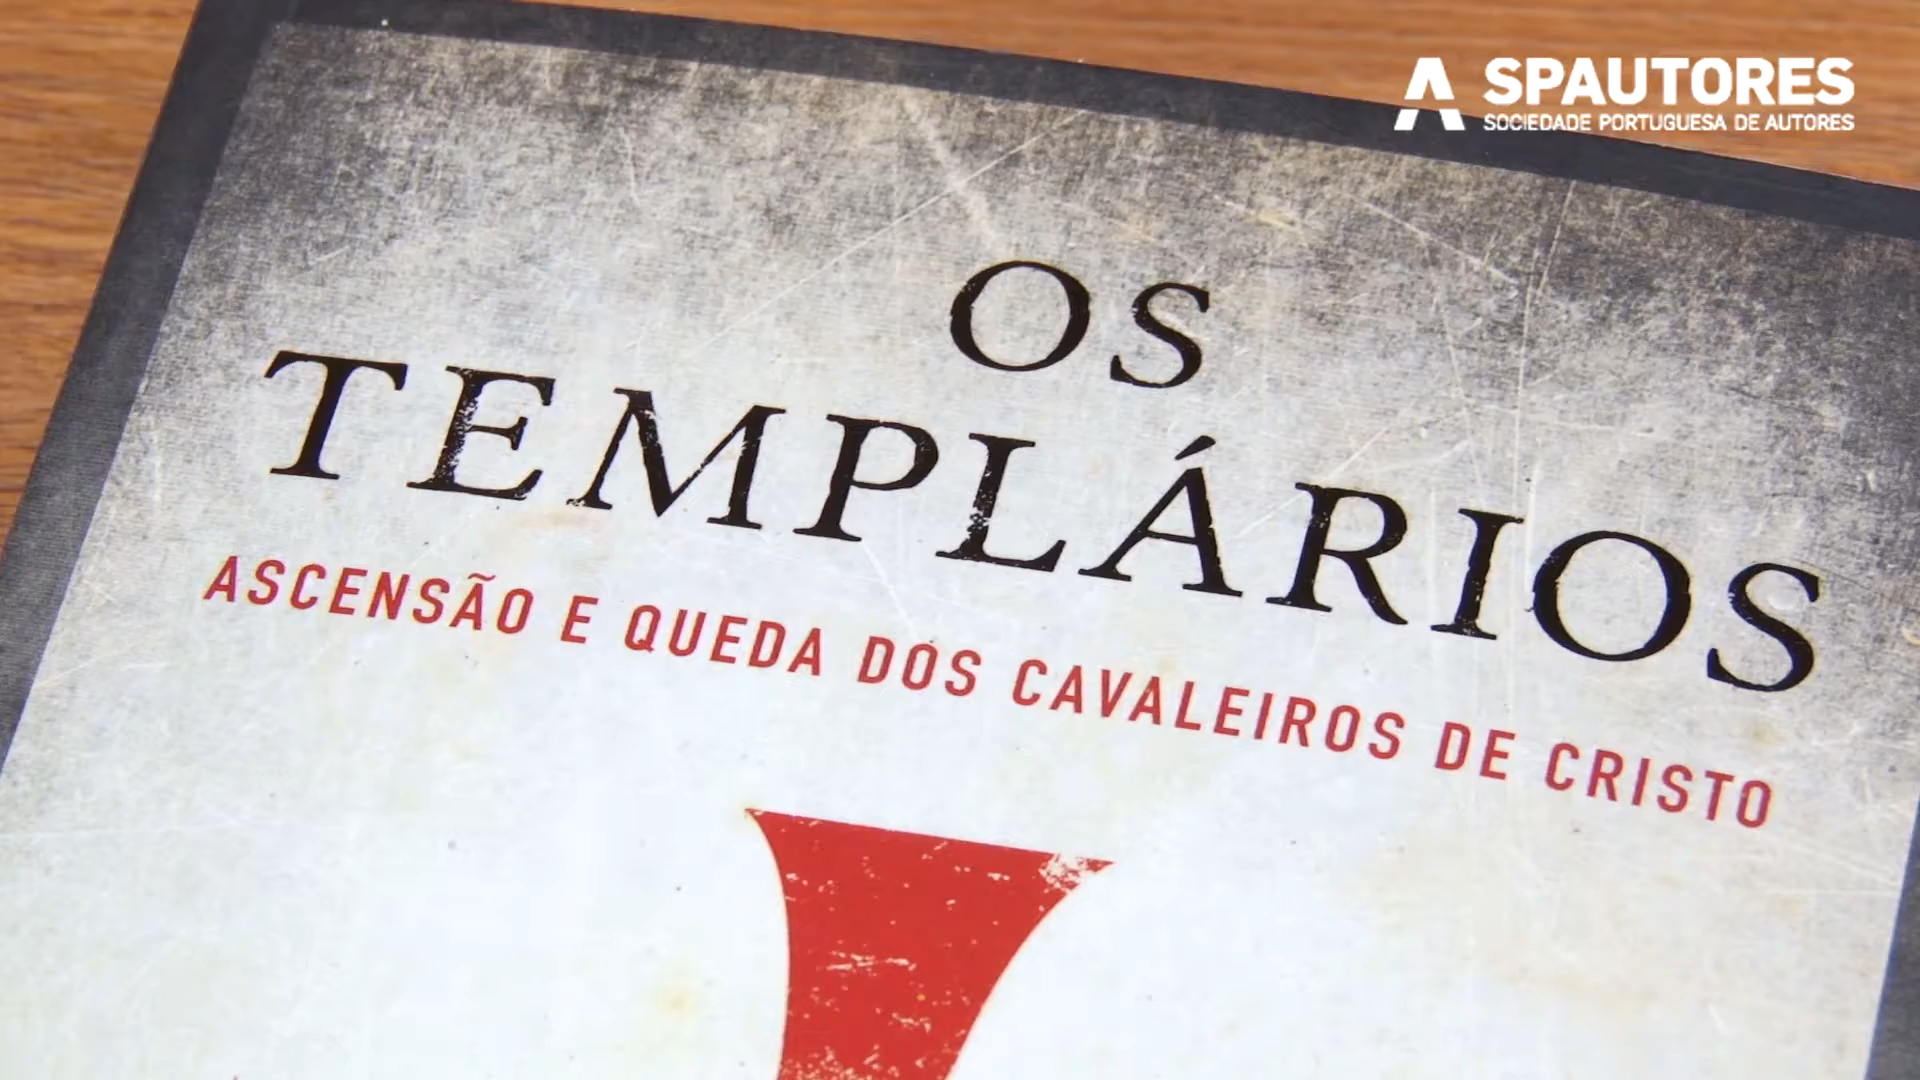 SPAUTORES
SOCIEDADE PORTUGUESA DE AUTORES
OS
TEMPLÁRIOS
ASCENSÃO E QUEDA DOS CAVALEIROS DE CRISTO